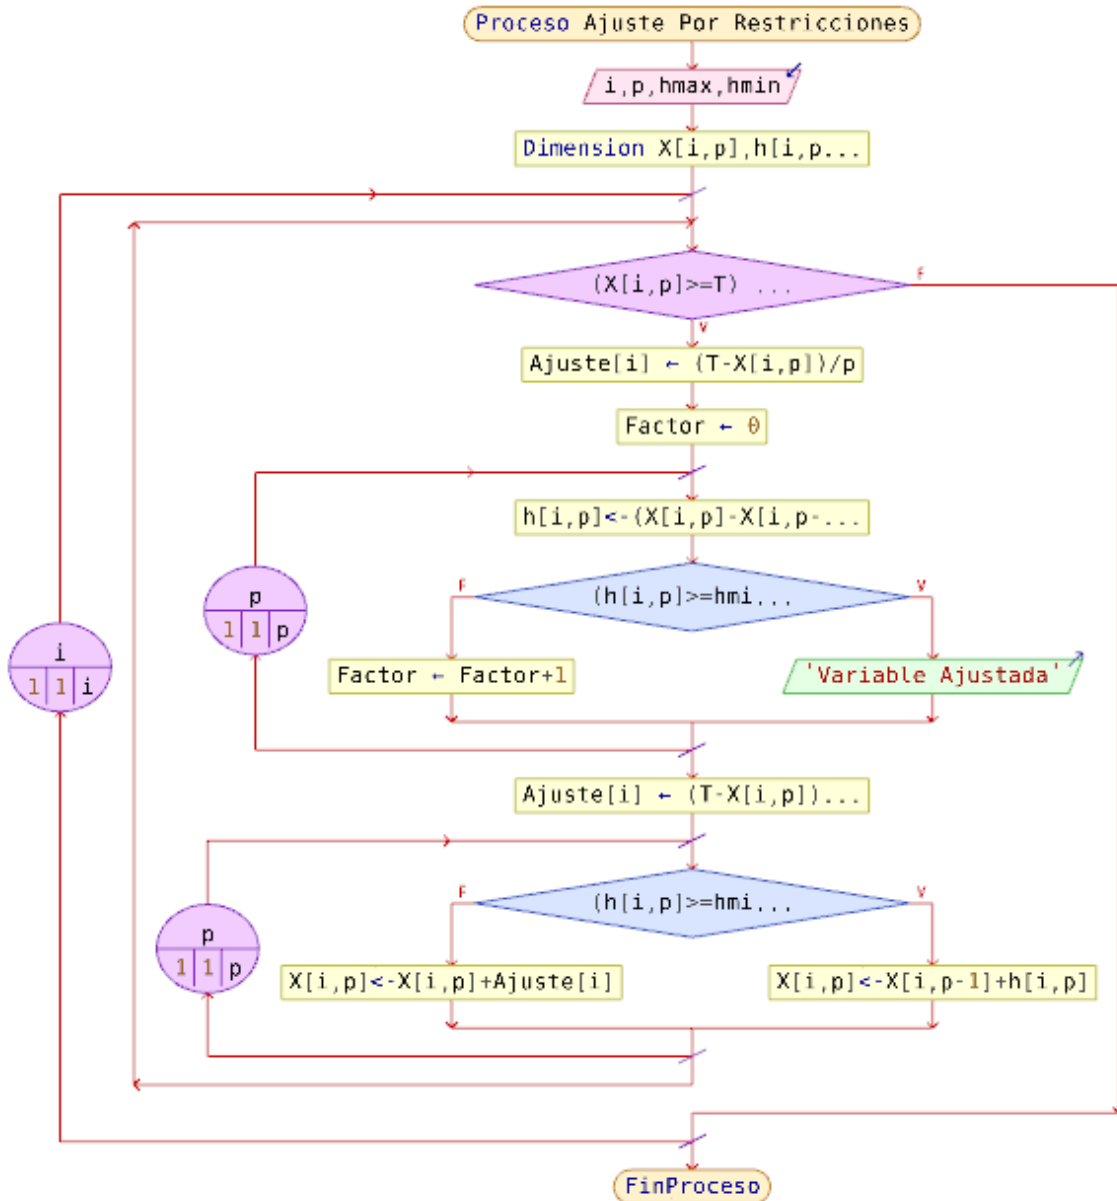 Proceso Ajuste Por Restricciones
i,p,hmax,hmin
Dimension X[i,p],h[i,p...
(X[i,p]>=T) ...
F
V
Ajuste[i] ← (T-X[i,p])/p
Factor ← 0
h[i,p]<-(X[i,p]-X[i,p-...
p
1 1 p
F
(h[i,p]>=hmi...
V
i
1 1 i
Factor ← Factor+1
'Variable Ajustada'
Ajuste[i] ← (T-X[i,p])...
p
1 1 p
F
(h[i,p]>=hmi...
V
X[i,p]<-X[i,p]+Ajuste[i]
X[i,p]<-X[i,p-1]+h[i,p]
FinProceso